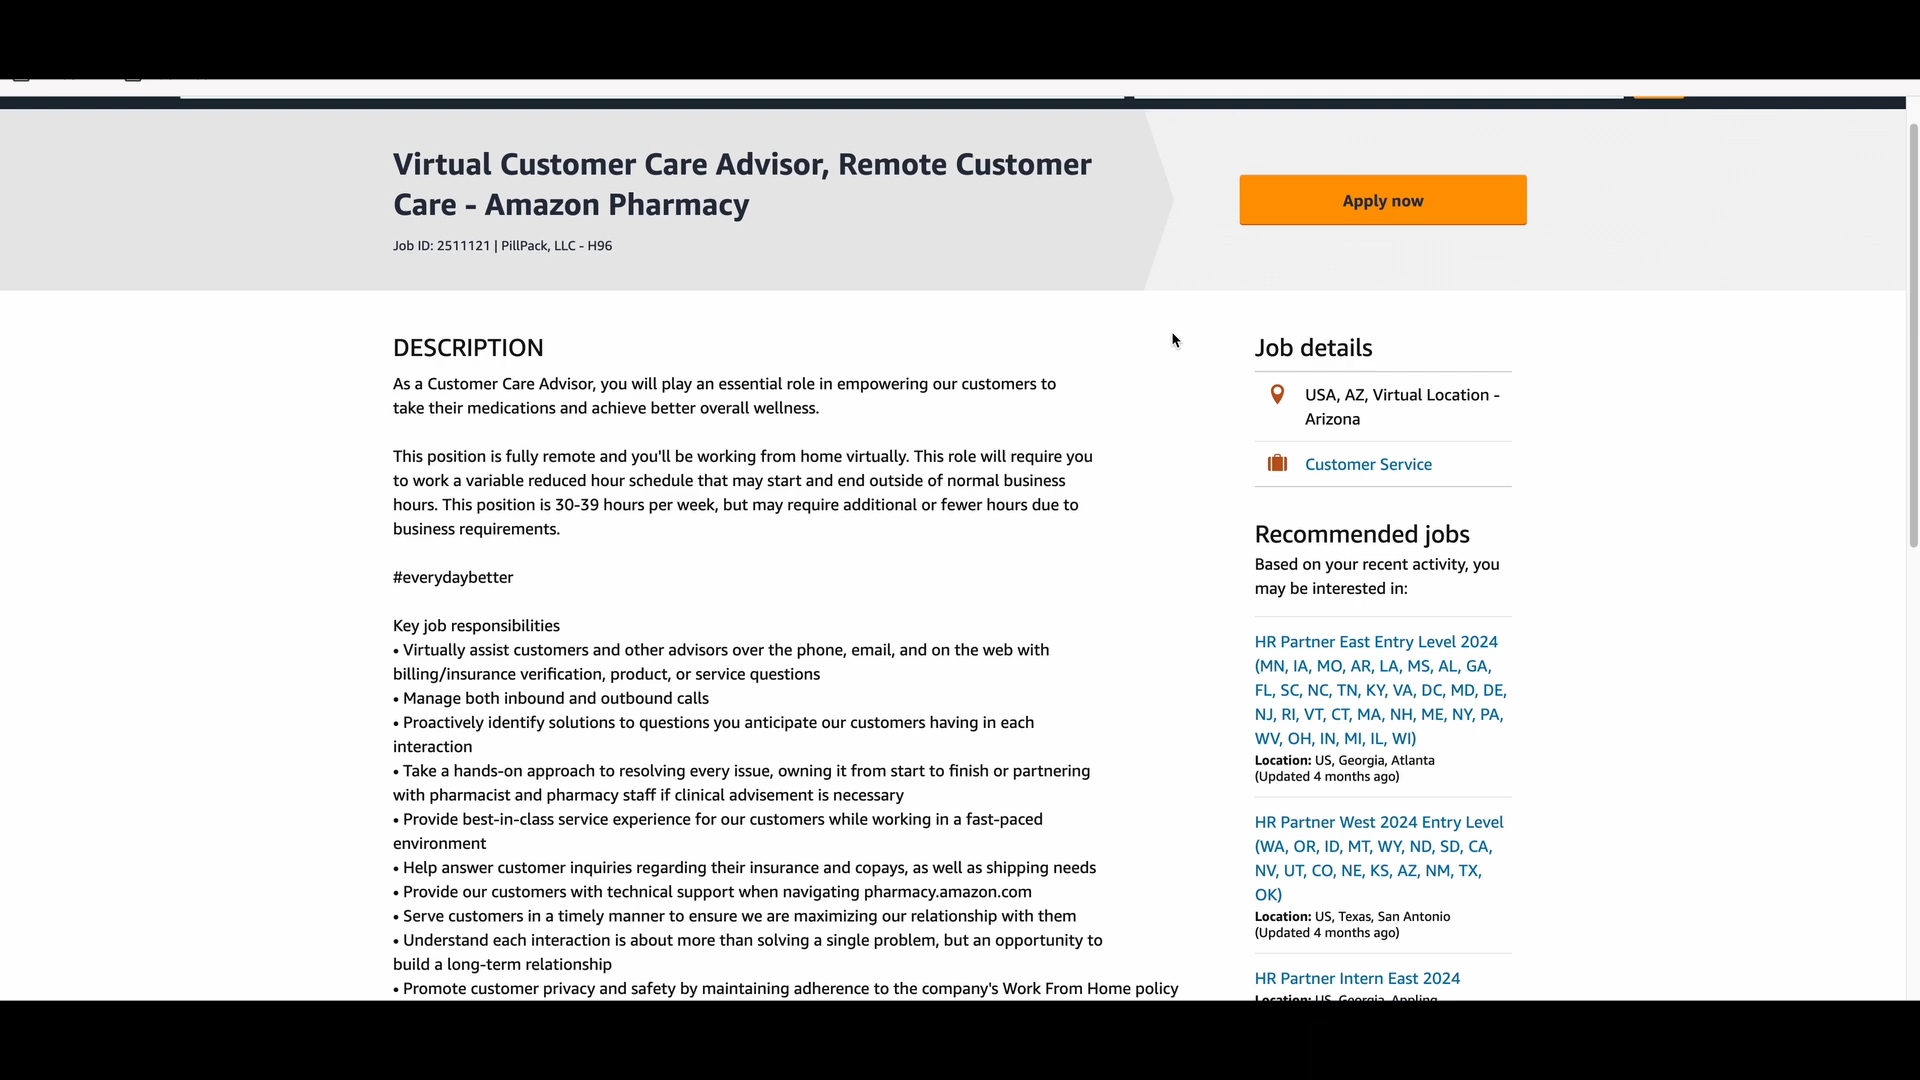 Virtual Customer Care Advisor, Remote Customer
Care - Amazon Pharmacy
Job ID: 2511121 | PillPack, LLC - H96
Apply now
DESCRIPTION
As a Customer Care Advisor, you will play an essential role in empowering our customers to
take their medications and achieve better overall wellness.
This position is fully remote and you'll be working from home virtually. This role will require you
to work a variable reduced hour schedule that may start and end outside of normal business
hours. This position is 30-39 hours per week, but may require additional or fewer hours due to
business requirements.
#everydaybetter
Key job responsibilities
• Virtually assist customers and other advisors over the phone, email, and on the web with
billing/insurance verification, product, or service questions
• Manage both inbound and outbound calls
• Proactively identify solutions to questions you anticipate our customers having in each
interaction
• Take a hands-on approach to resolving every issue, owning it from start to finish or partnering
with pharmacist and pharmacy staff if clinical advisement is necessary
• Provide best-in-class service experience for our customers while working in a fast-paced
environment
• Help answer customer inquiries regarding their insurance and copays, as well as shipping needs
• Provide our customers with technical support when navigating pharmacy.amazon.com
• Serve customers in a timely manner to ensure we are maximizing our relationship with them
• Understand each interaction is about more than solving a single problem, but an opportunity to
build a long-term relationship
• Promote customer privacy and safety by maintaining adherence to the company's Work From Home policy
Job details
USA, AZ, Virtual Location -
Arizona
Customer Service
Recommended jobs
Based on your recent activity, you
may be interested in:
HR Partner East Entry Level 2024
(MN, IA, MO, AR, LA, MS, AL, GA,
FL, SC, NC, TN, KY, VA, DC, MD, DE,
NJ, RI, VT, CT, MA, NH, ME, NY, PA,
WV, OH, IN, MI, IL, WI)
Location: US, Georgia, Atlanta
(Updated 4 months ago)
HR Partner West 2024 Entry Level
(WA, OR, ID, MT, WY, ND, SD, CA,
NV, UT, CO, NE, KS, AZ, NM, TX,
OK)
Location: US, Texas, San Antonio
(Updated 4 months ago)
HR Partner Intern East 2024
Location: US, Georgia, Appling